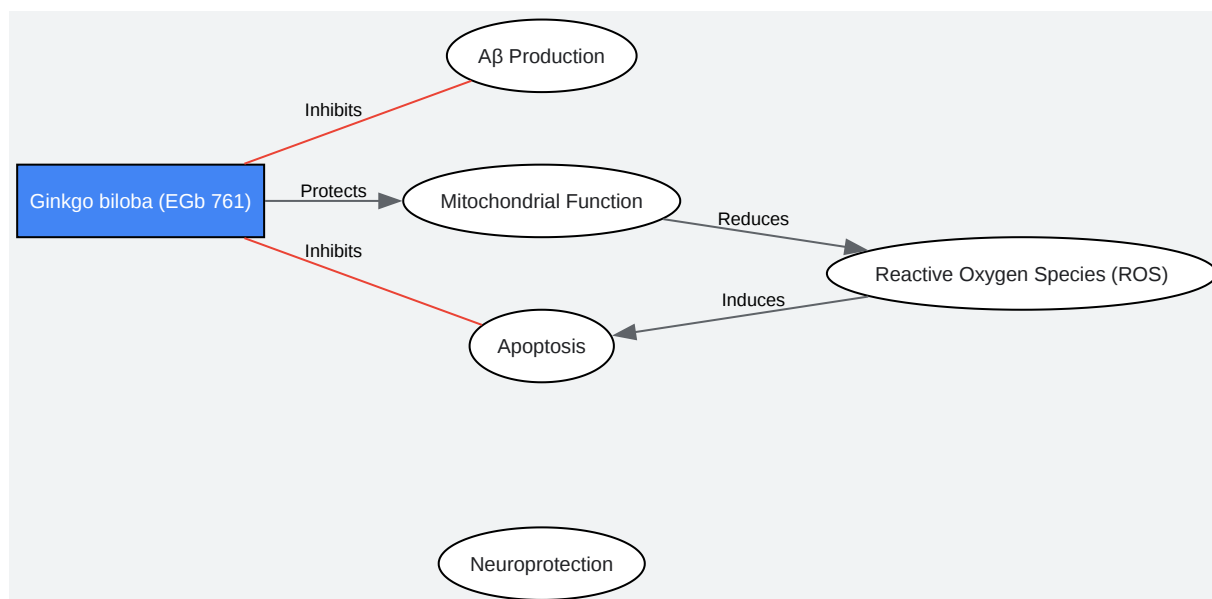 Aβ Production
Inhibits
Ginkgo biloba (EGb 761)
Protects
Mitochondrial Function
Reduces
Inhibits
Reactive Oxygen Species (ROS)
Induces
Apoptosis
Neuroprotection